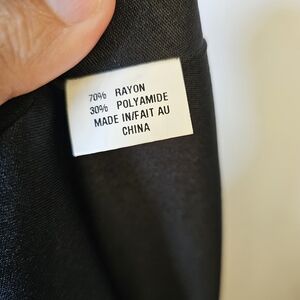 70% RAYON
30% POLYAMIDE
MADE IN/FAIT AU
CHINA